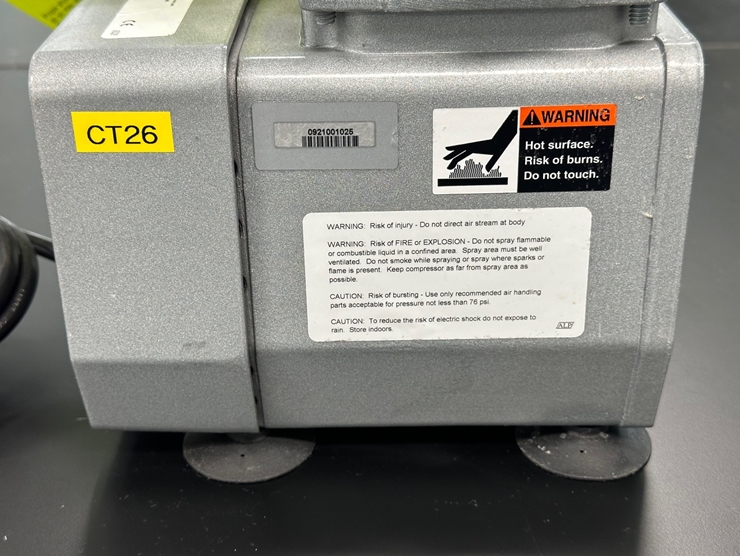 CE
CT26
0921001025
WARNING
Hot surface.
Risk of burns.
Do not touch.
WARNING: Risk of injury - Do not direct air stream at body
WARNING: Risk of FIRE or EXPLOSION - Do not spray flammable
or combustible liquid in a confined area. Spray area must be well
ventilated. Do not smoke while spraying or spray where sparks or
flame is present. Keep compressor as far from spray area as
possible.
CAUTION: Risk of bursting - Use only recommended air handling
parts acceptable for pressure not less than 76 psi.
CAUTION: To reduce the risk of electric shock do not expose to
rain. Store indoors.